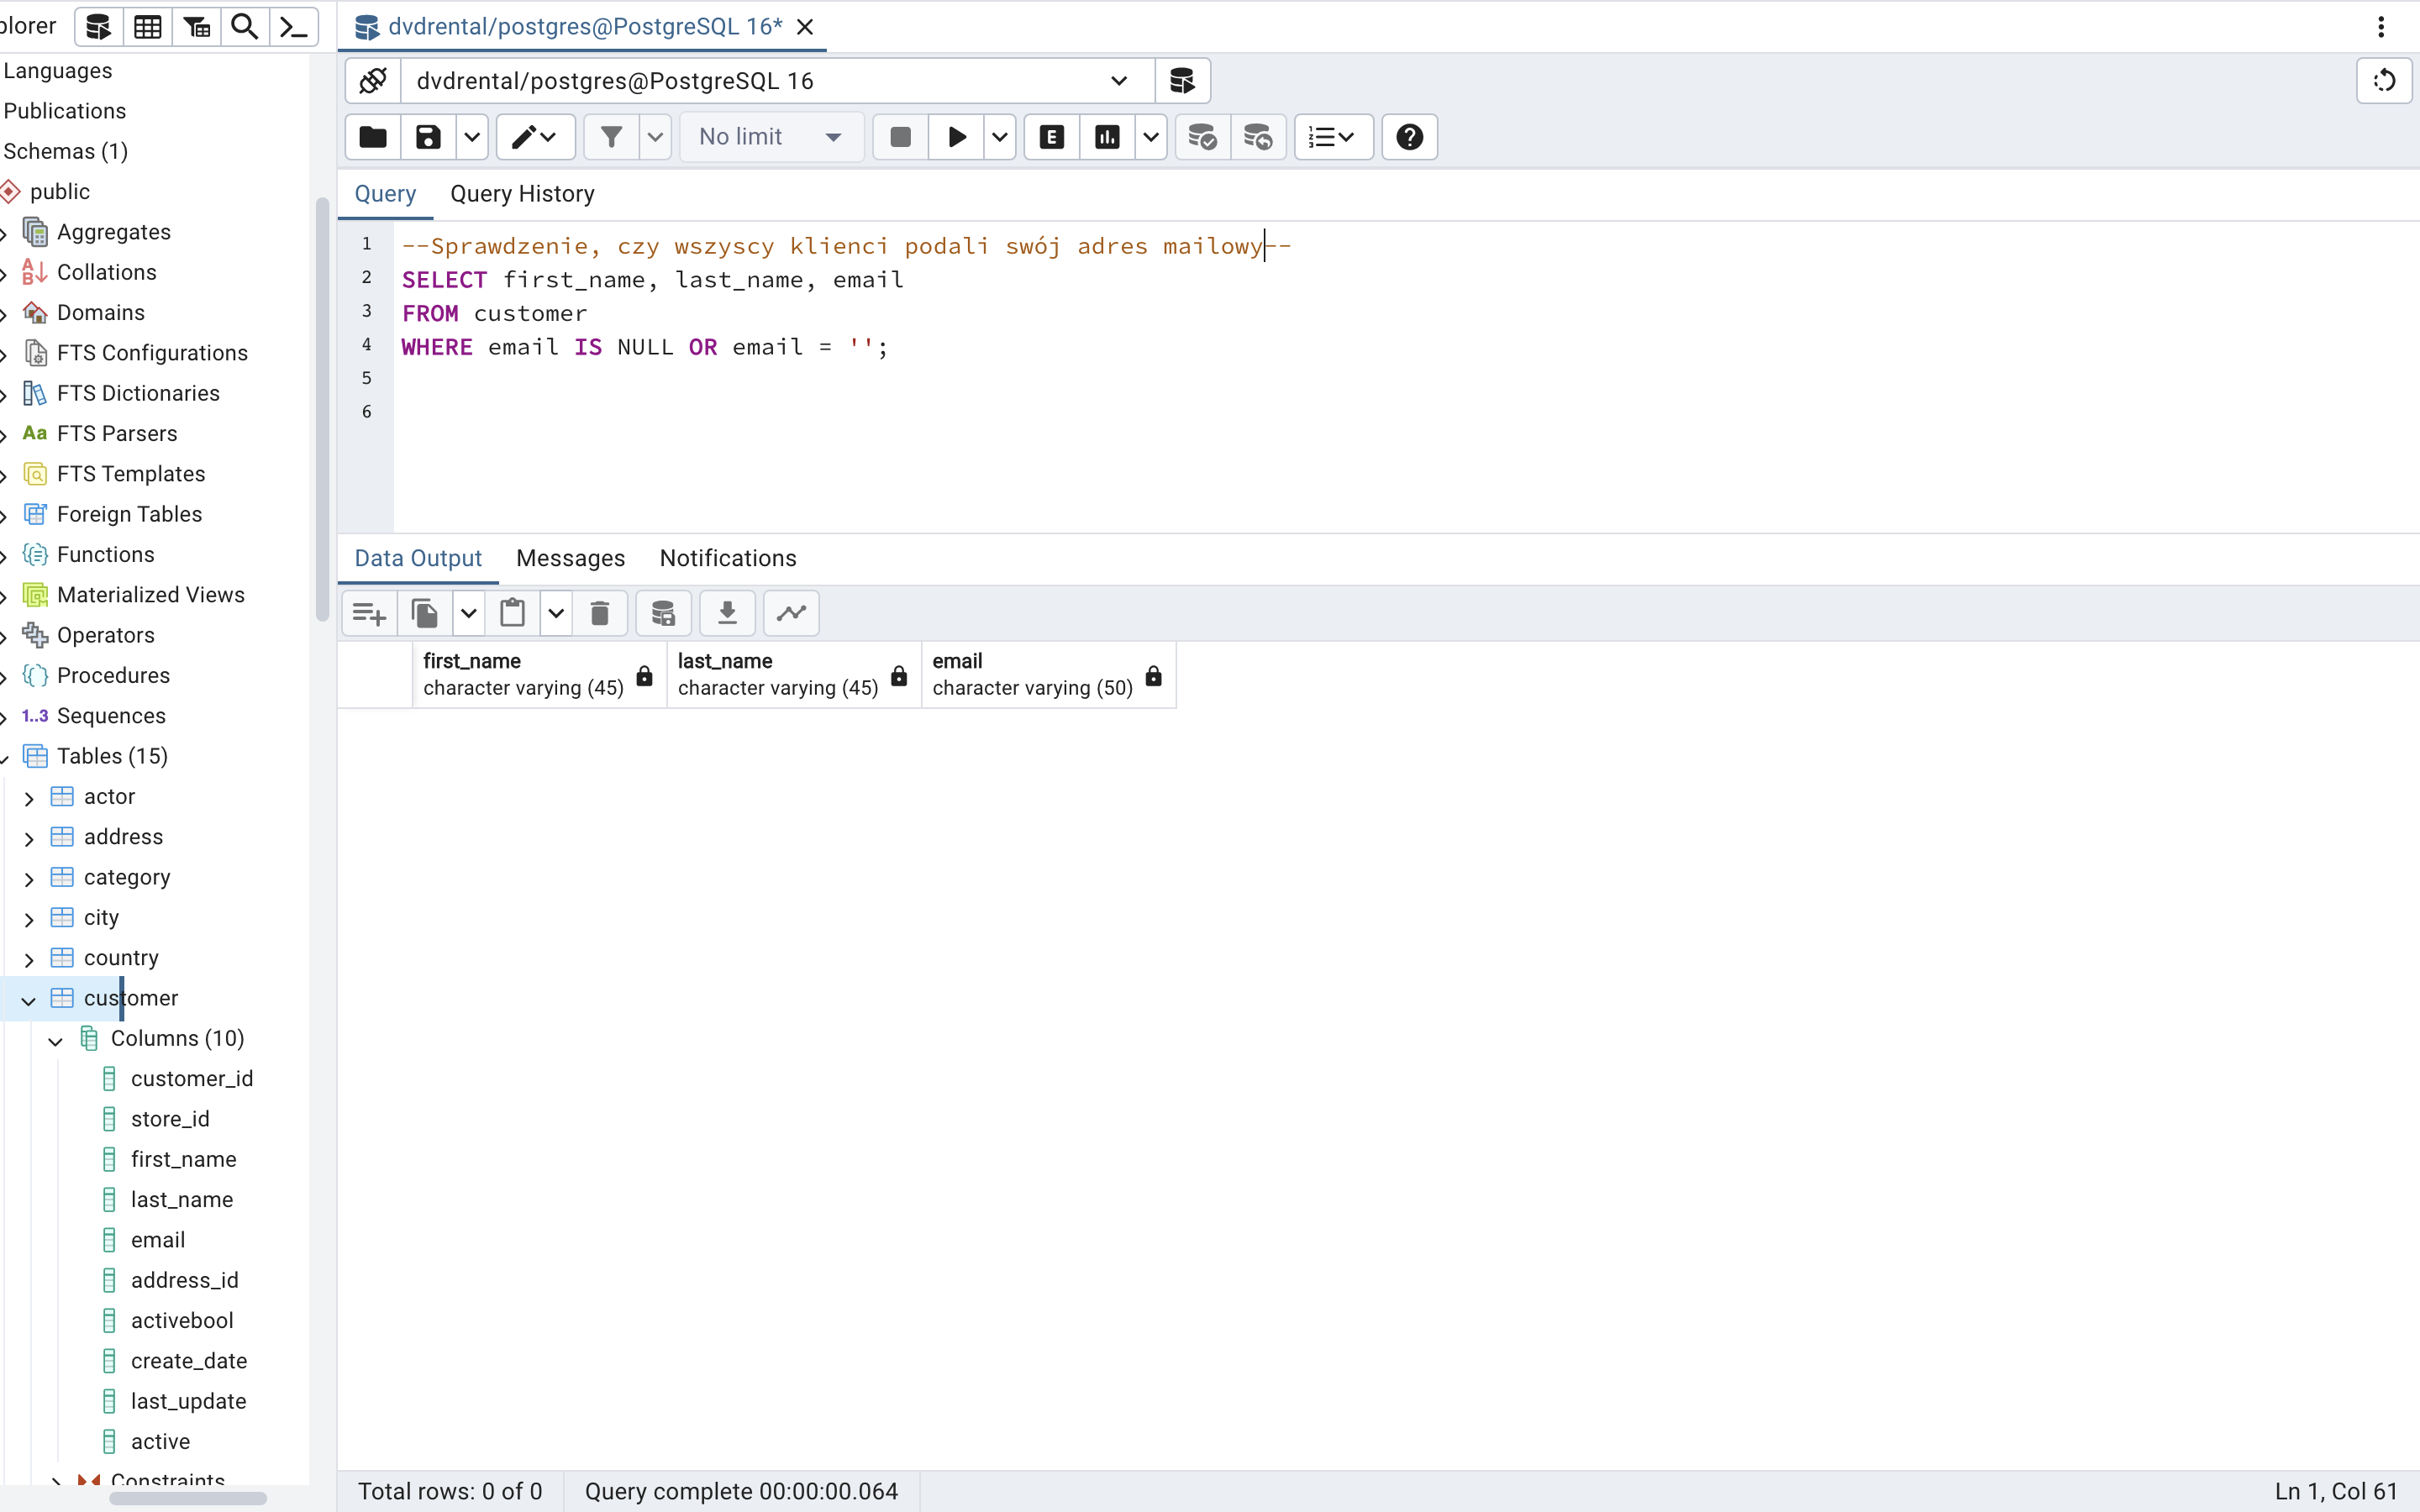 plorer
dvdrental/postgres@PostgreSQL 16*
dvdrental/postgres@PostgreSQL 16
No limit
E
Query
Query History
1 --Sprawdzenie, czy wszyscy klienci podali swój adres mailowy--
2 SELECT first_name, last_name, email
3 FROM customer
4 WHERE email IS NULL OR email = '';
5
6
Data Output
Messages
Notifications
first_name
character varying (45)
last_name
character varying (45)
email
character varying (50)
Languages
Publications
Schemas (1)
public
Aggregates
Collations
Domains
FTS Configurations
FTS Dictionaries
Aa FTS Parsers
FTS Templates
Foreign Tables
Functions
Materialized Views
Operators
Procedures
1..3 Sequences
Tables (15)
actor
address
category
city
country
customer
Columns (10)
customer_id
store_id
first_name
last_name
email
address_id
activebool
create_date
last_update
active
Constraints
Total rows: 0 of 0
Query complete 00:00:00.064
Ln 1, Col 61